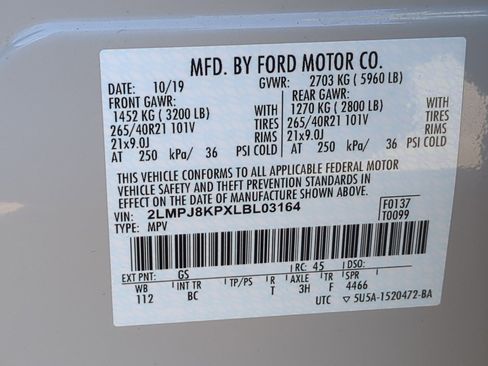 MFD. BY FORD MOTOR CO.
DATE: 10/19 GVWR: 2703 KG ( 5960 LB)
FRONT GAWR: REAR GAWR:
1452 KG ( 3200 LB) WITH 1270 KG ( 2800 LB) WITH
265/40R21 101V TIRES 265/40R21 101V TIRES
21x9.0J RIMS 21x9.0J RIMS
AT 250 kPa/ 36 PSI COLD AT 250 kPa/ 36 PSI COLD
THIS VEHICLE CONFORMS TO ALL APPLICABLE FEDERAL MOTOR
VEHICLE SAFETY AND THEFT PREVENTION STANDARDS IN
EFFECT ON THE DATE OF MANUFACTURE SHOWN ABOVE.
VIN: 2LMPJ8KPXLBL03164 F0137
TYPE: MPV T0099
EXT PNT: GS RC: 45 DSO:
WB INT TR TP/PS R AXLE TR SPR
112 BC T 3H F 4466
UTC ▽ 5U5A-1520472-BA